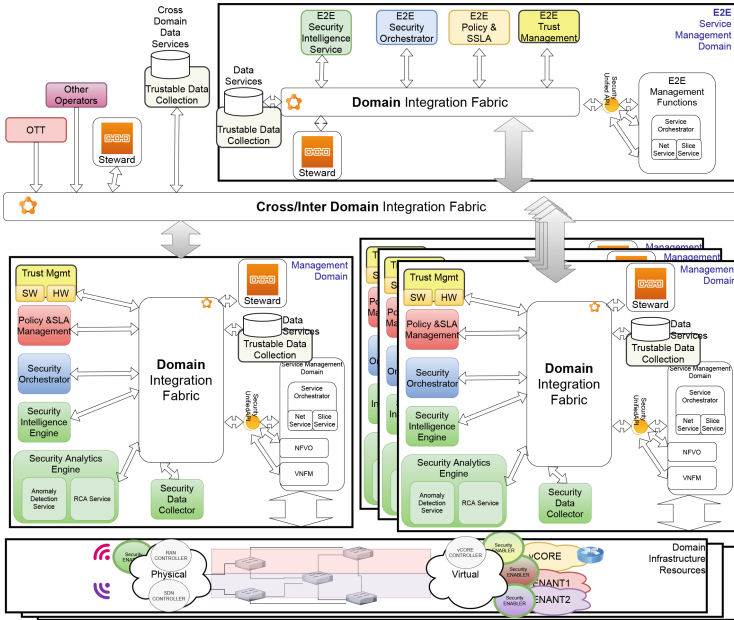 Cross
Domain
Data
Services
Trustable Data
Collection
Other
Operators
OTT
Steward
E2E
Service
Management
Domain
E2E
Security
Intelligence
Service
E2E
Security
Orchestrator
E2E
Policy &
SSLA
E2E
Trust
Management
Data
Services
Trustable Data
Collection
Domain Integration Fabric
Steward
Security
Unified API
E2E
Management
Functions
Service
Orchestrator
Net
Service
Slice
Service
Cross/Inter Domain Integration Fabric
Management
Domain
Trust Mgmt
SW
HW
Policy &SLA
Management
Security
Orchestrator
Security
Intelligence
Engine
Security Analytics
Engine
Anomaly
Detection
Service
RCA Service
Domain
Integration
Fabric
Steward
Data
Services
Trustable Data
Collection
Service Management
Domain
Service
Orchestrator
Net
Service
Slice
Service
Security
UnifiedAPI
NFVO
VNFM
Security
Data
Collector
Management
Management
Management
Domain
Trust Mgmt
SW
HW
Policy &SLA
Management
Security
Orchestrator
Security
Intelligence
Engine
Security Analytics
Engine
Anomaly
Detection
Service
RCA Service
Domain
Integration
Fabric
Steward
Data
Services
Trustable Data
Collection
Service Management
Domain
Service
Orchestrator
Net
Service
Slice
Service
Security
UnifiedAPI
NFVO
VNFM
Security
Data
Collector
Domain
Infrastructure
Resources
Security
RAN
CONTROLLER
Physical
SDN
CONTROLLER
vCORE
CONTROLLER
Virtual
Security
ENABLER
vCORE
Security
ENABLER
ENANT1
Security
ENABLER
ENANT2